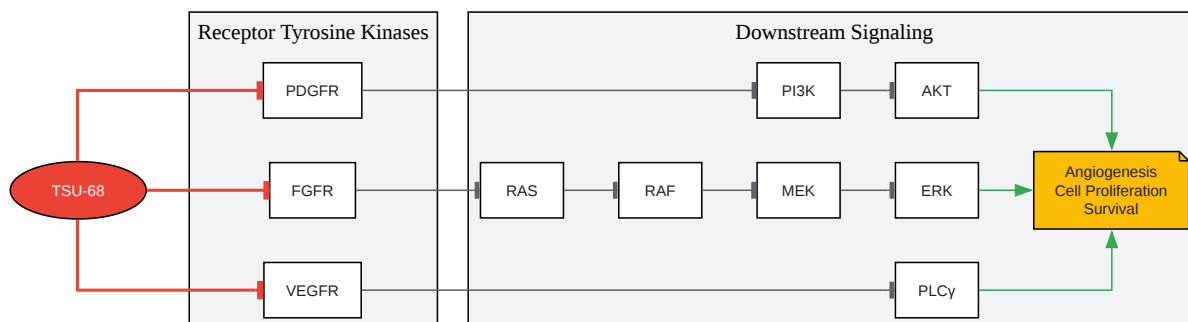 Receptor Tyrosine Kinases
Downstream Signaling
PDGFR
PI3K
AKT
TSU-68
FGFR
RAS
RAF
MEK
ERK
Angiogenesis
Cell Proliferation
Survival
VEGFR
PLCγ